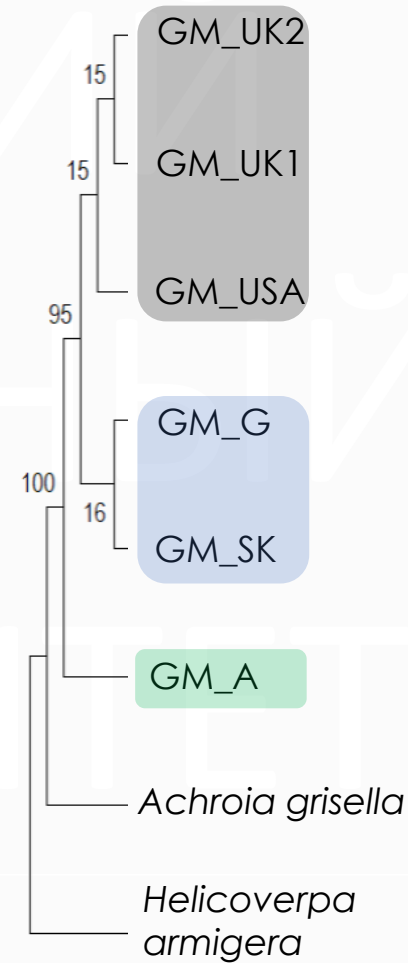 GM_UK2
15
GM_UK1
15
GM_USA
95
GM_G
100
16
GM_SK
GM_A
Achroia grisella
Helicoverpa
armigera